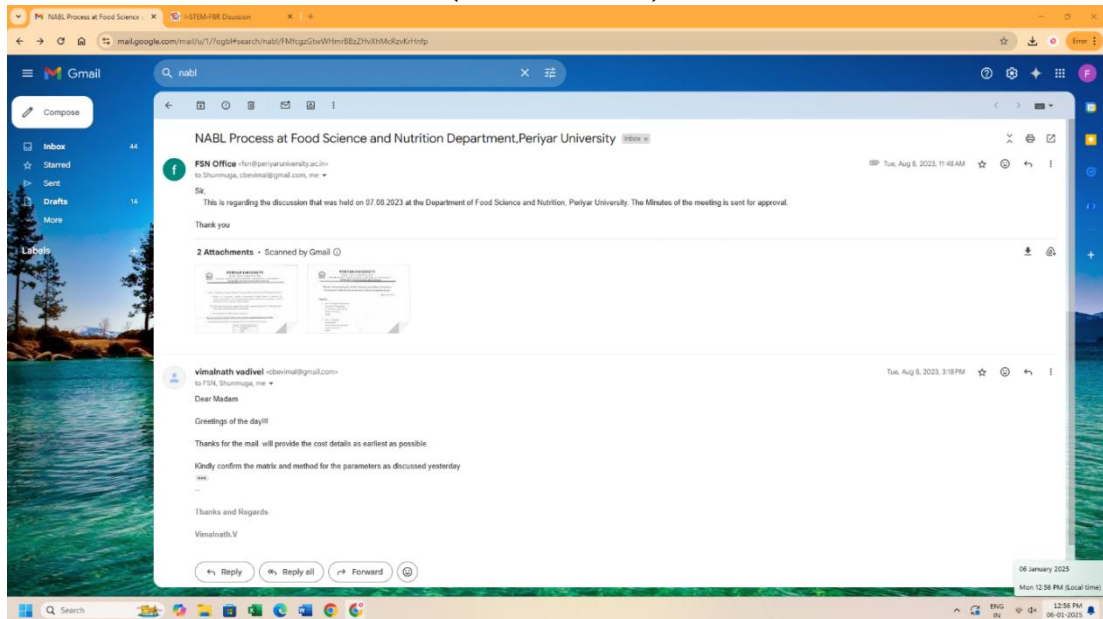 NABL Process at Food Science
I-STEM-FBR Disussion
mail.google.com/mail/u/1/?ogbl#search/nabl/FMfcgzGtwWHmrBBzZHvXhMcRzvKrHnfp
Error
Gmail
nabl
F
Compose
Inbox 44
Starred
Sent
Drafts 14
More
Labels
NABL Process at Food Science and Nutrition Department,Periyar University Inbox x
f
FSN Office <fsn@periyaruniversity.ac.in>
Tue, Aug 8, 2023, 11:48 AM
to Shunmuga, cbevimal@gmail.com, me
Sir,
This is regarding the discussion that was held on 07.08.2023 at the Department of Food Science and Nutrition, Periyar University. The Minutes of the meeting is sent for approval.
Thank you
2 Attachments • Scanned by Gmail
PERIYAR UNIVERSITY
PERIYAR UNIVERSITY
vimalnath vadivel <cbevimal@gmail.com>
Tue, Aug 8, 2023, 3:18 PM
to FSN, Shunmuga, me
Dear Madam
Greetings of the day!!!
Thanks for the mail. will provide the cost details as earliest as possible.
Kindly confirm the matrix and method for the parameters as discussed yesterday
...
--
Thanks and Regards
Vimalnath.V
Reply
Reply all
Forward
06 January 2025
Mon 12:56 PM (Local time)
Search
ENG
IN
12:56 PM
06-01-2025